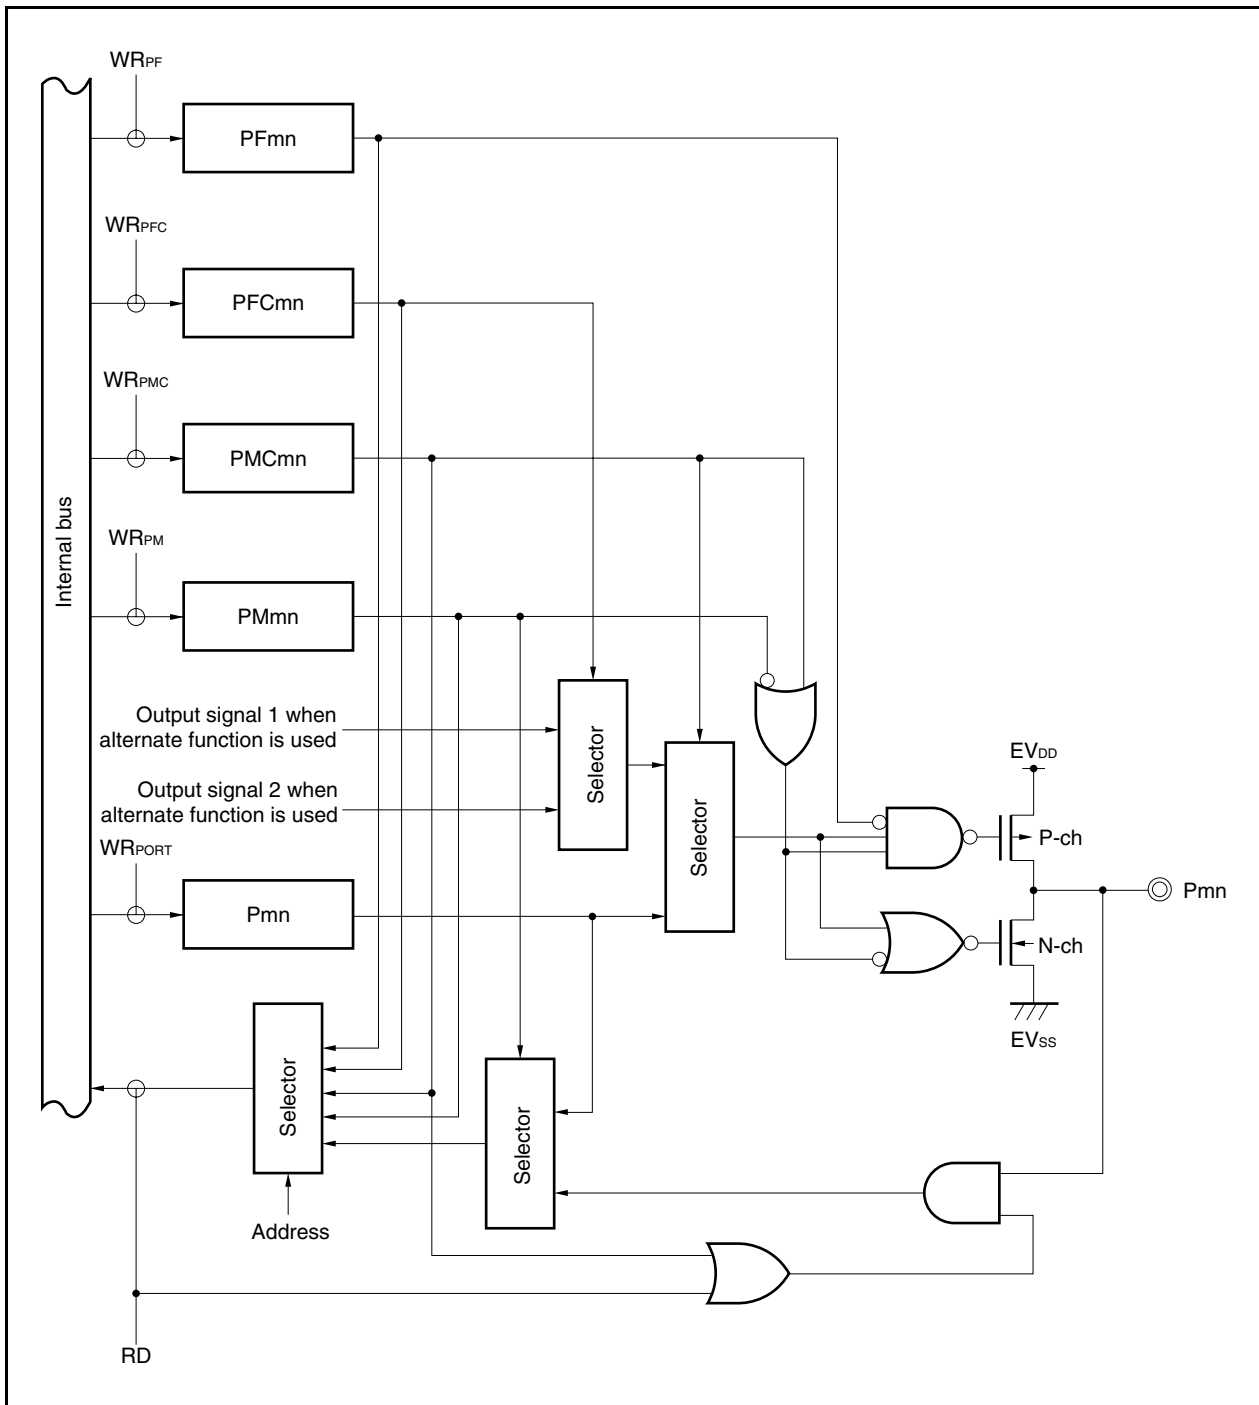 WRPF
PFmn
WRPFC
PFCmn
WRPMC
PMCmn
Internal bus
WRPM
PMmn
Output signal 1 when
alternate function is used
Selector
Output signal 2 when
alternate function is used
Selector
EVDD
P-ch
WRPORT
Pmn
Pmn
N-ch
EVSS
Selector
Selector
Address
RD